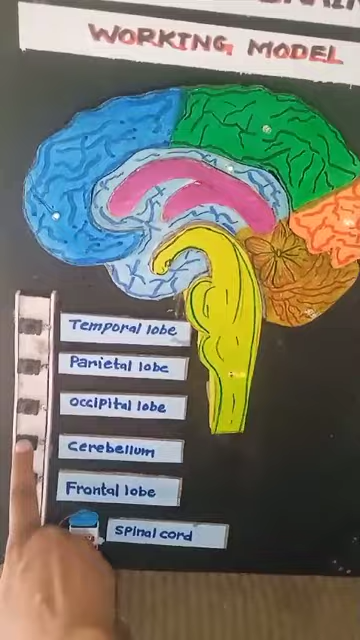 WORKING MODEL
Temporal lobe
Parietal lobe
Occipital lobe
Cerebellum
Frontal lobe
Spinal cord